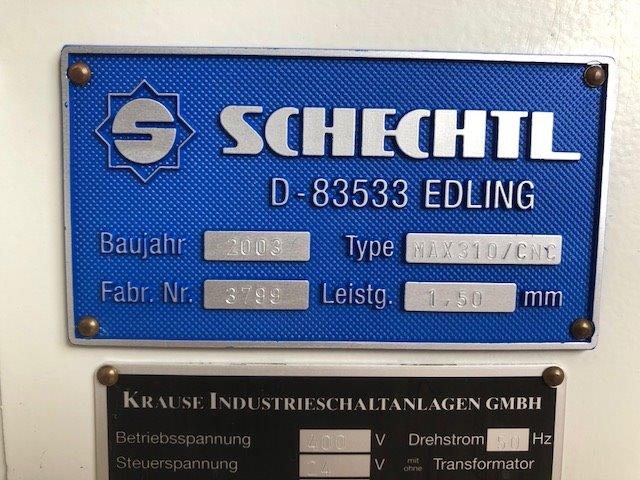 S SCHECHTL
D-83533 EDLING
Baujahr 2003 Type MAX310/CNC
Fabr. Nr. 3799 Leistg. 1,50 mm
KRAUSE INDUSTRIESCHALTANLAGEN GMBH
Betriebsspannung 400 V Drehstrom 50 Hz
Steuerspannung 24 V mit ohne Transformator